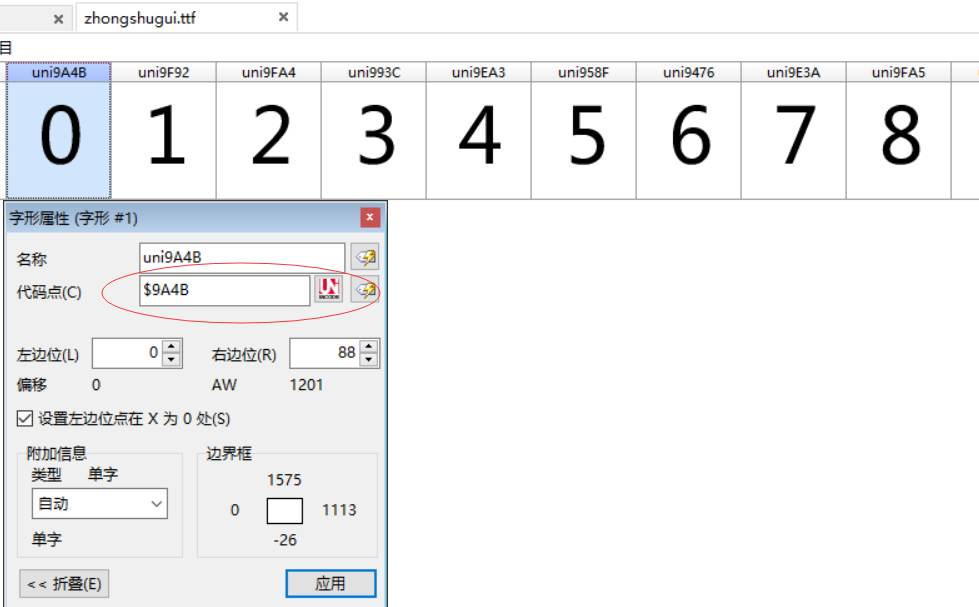 zhongshugui.ttf
目
uni9A4B uni9F92 uni9FA4 uni993C uni9EA3 uni958F uni9476 uni9E3A uni9FA5
0 1 2 3 4 5 6 7 8
字形属性 (字形 #1)
名称 uni9A4B
代码点(C) $9A4B UN
左边位(L) 0 右边位(R) 88
偏移 0 AW 1201
设置左边位点在 X 为 0 处(S)
附加信息 边界框
类型 单字 1575
自动 0 1113
单字 -26
<< 折叠(E) 应用